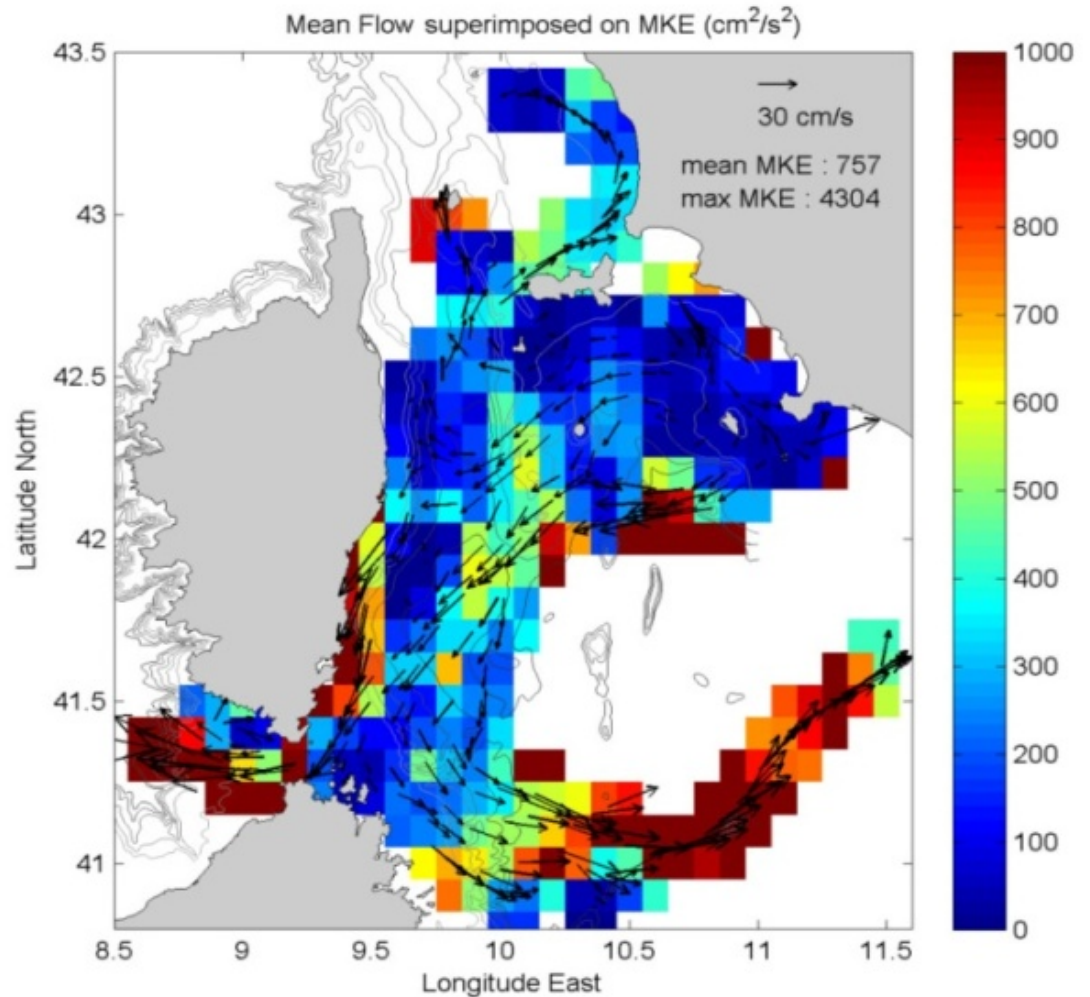 Mean Flow superimposed on MKE (cm²/s²)
43.5
43
42.5
42
41.5
41
Latitude North
8.5 9 9.5 10 10.5 11 11.5
Longitude East
30 cm/s
mean MKE : 757
max MKE : 4304
1000
900
800
700
600
500
400
300
200
100
0